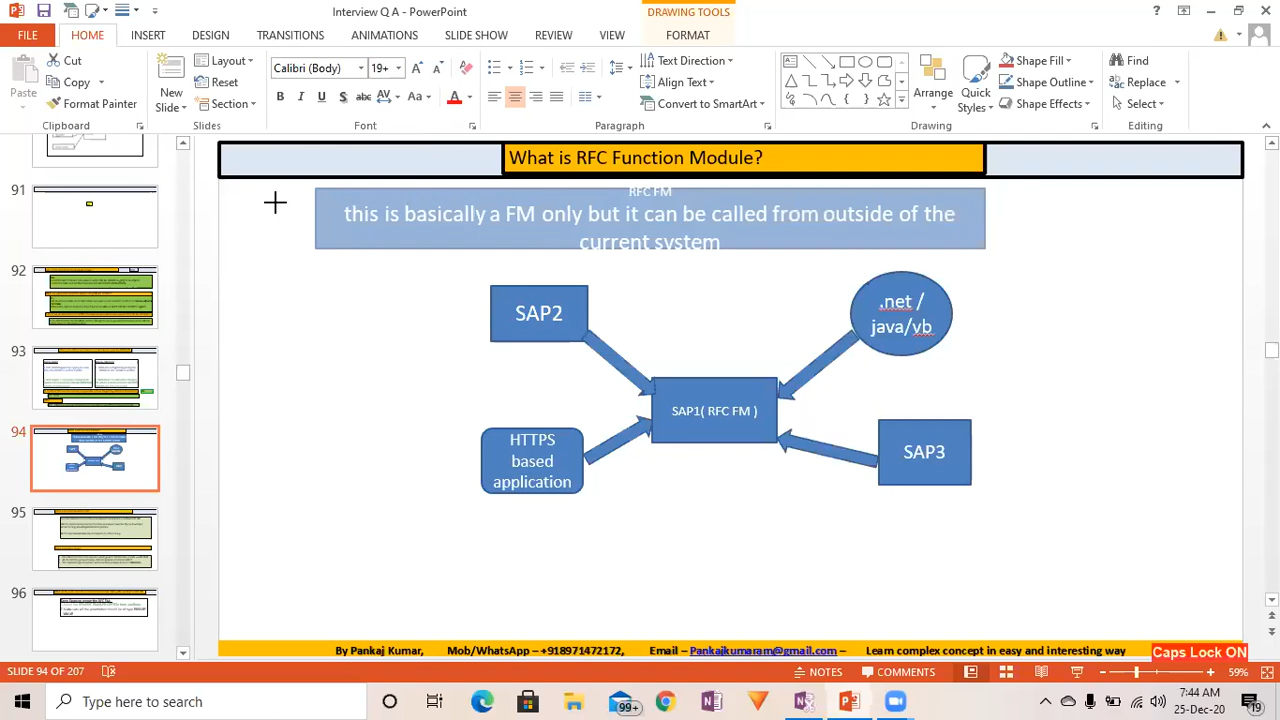 Interview Q A - PowerPoint
DRAWING TOOLS
FILE HOME INSERT DESIGN TRANSITIONS ANIMATIONS SLIDE SHOW REVIEW VIEW FORMAT
Paste
Cut
Copy
Format Painter
Clipboard
New Slide
Layout
Reset
Section
Slides
Calibri (Body) 19+
B I U S abc AV Aa A
Font
Text Direction
Align Text
Convert to SmartArt
Paragraph
Arrange
Quick Styles
Shape Fill
Shape Outline
Shape Effects
Drawing
Find
Replace
Select
Editing
91
92
93
94
95
96
What is RFC Function Module?
RFC FM
this is basically a FM only but it can be called from outside of the
current system
SAP2
.net /
java/vb
SAP1( RFC FM )
HTTPS
based
application
SAP3
By Pankaj Kumar, Mob/WhatsApp – +918971472172, Email – Pankajkumaram@gmail.com – Learn complex concept in easy and interesting way
Caps Lock ON
SLIDE 94 OF 207
NOTES
COMMENTS
59%
Type here to search
99+
7:44 AM
25-Dec-20
19